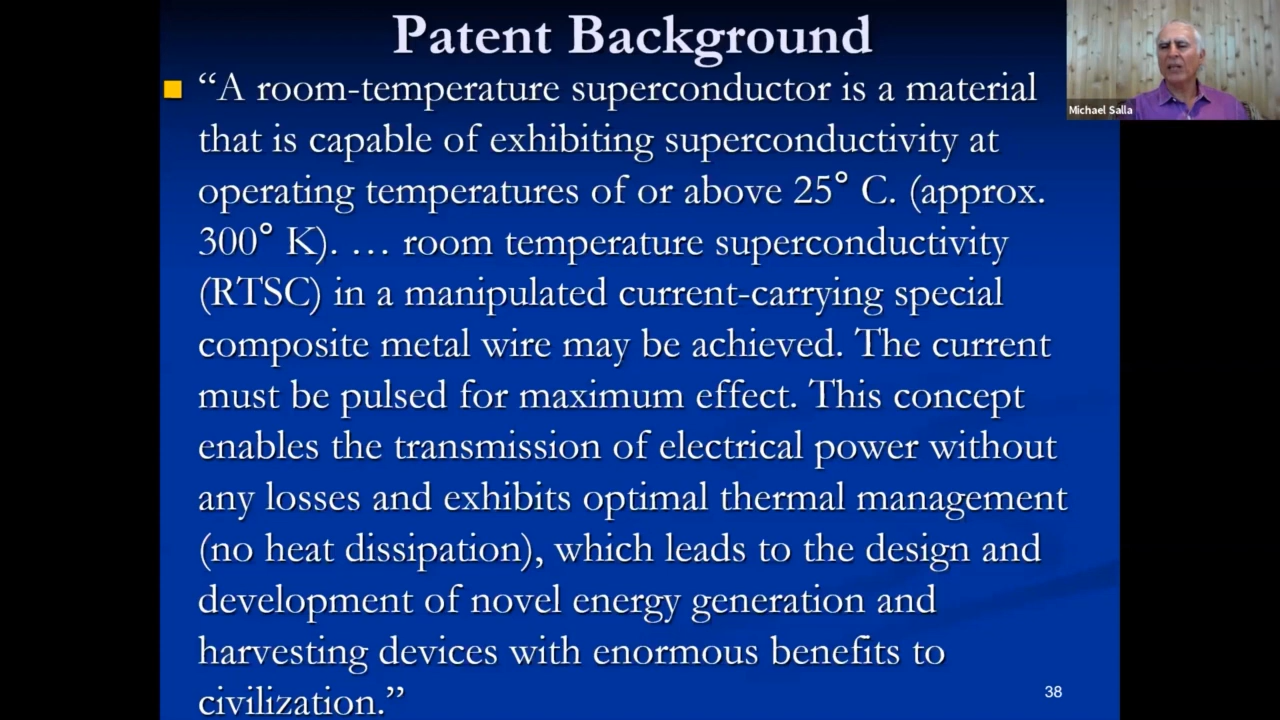 Patent Background
“A room-temperature superconductor is a material
that is capable of exhibiting superconductivity at
operating temperatures of or above 25° C. (approx.
300° K). … room temperature superconductivity
(RTSC) in a manipulated current-carrying special
composite metal wire may be achieved. The current
must be pulsed for maximum effect. This concept
enables the transmission of electrical power without
any losses and exhibits optimal thermal management
(no heat dissipation), which leads to the design and
development of novel energy generation and
harvesting devices with enormous benefits to
civilization.”
38
Michael Salla